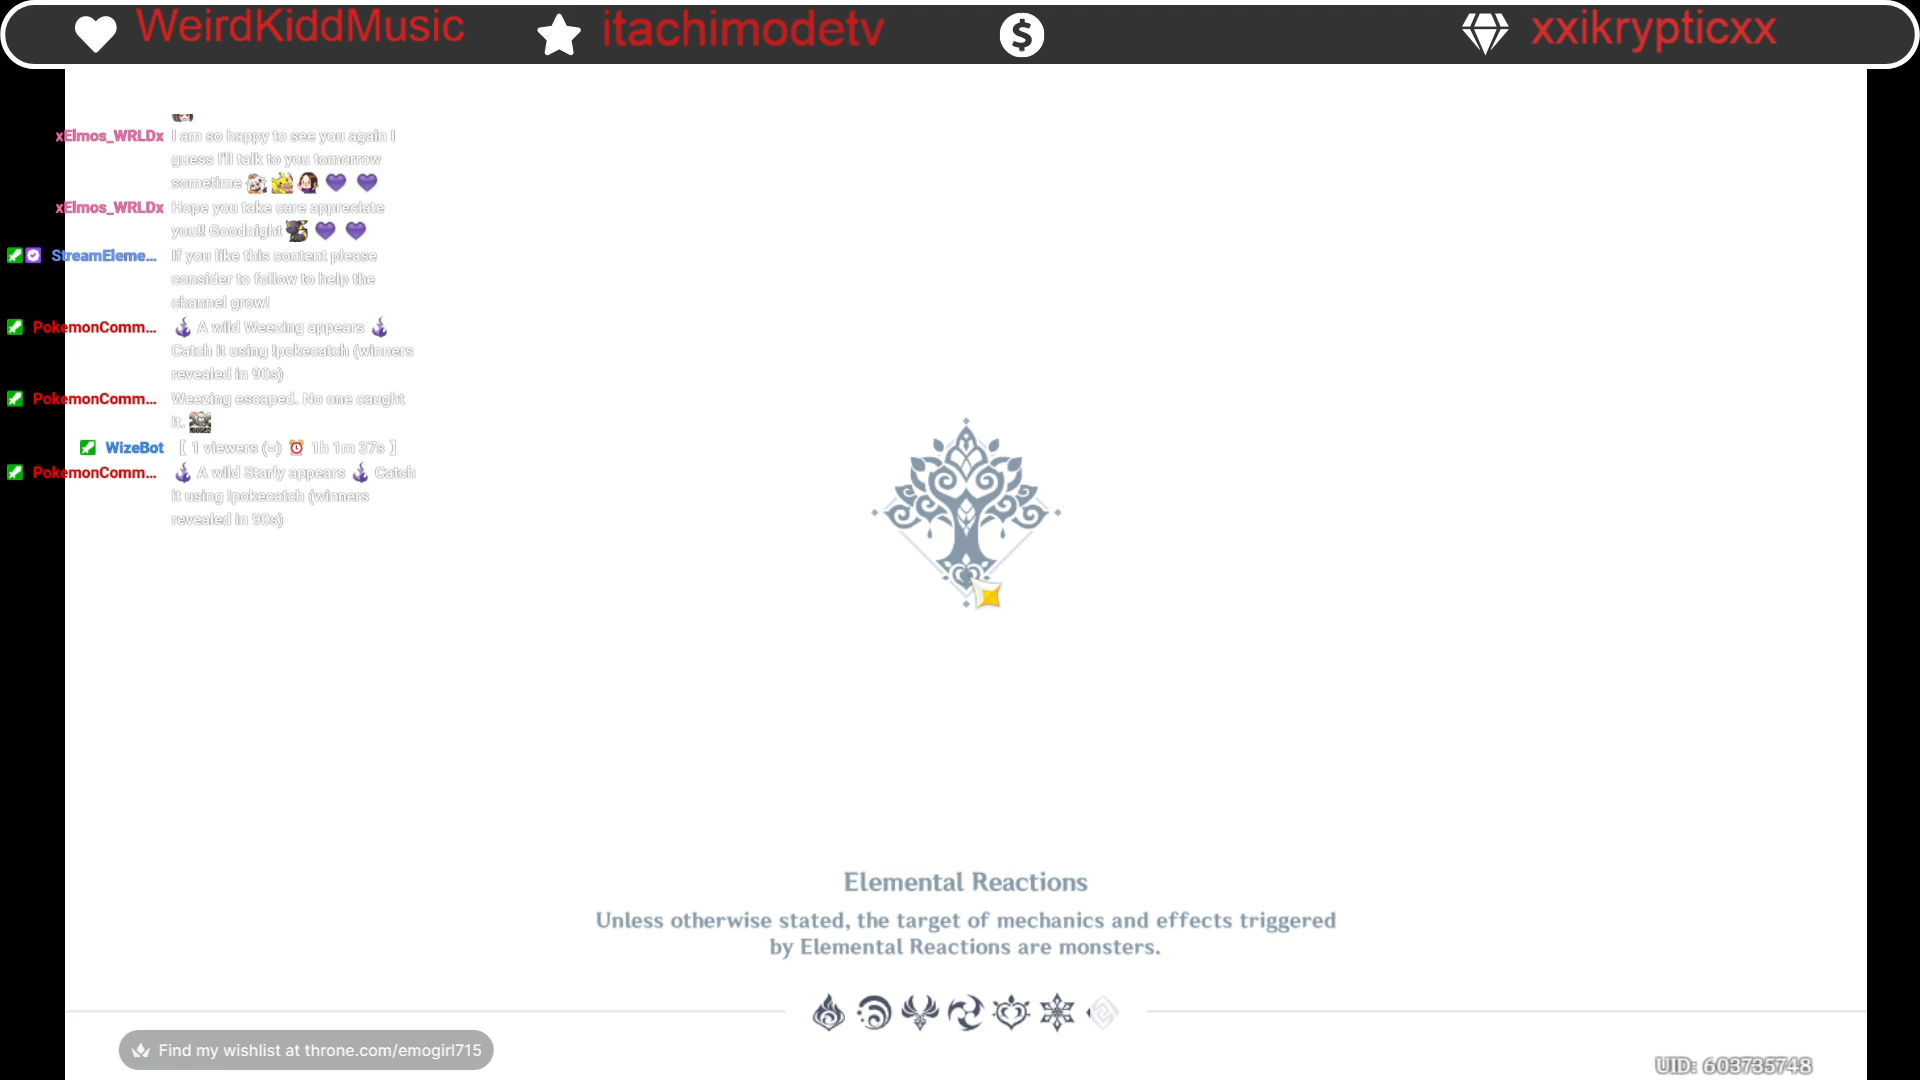 WeirdKiddMusic
itachimodetv
xxikrypticxx
xElmos_WRLDx I am so happy to see you again I
guess I'll talk to you tomorrow
sometime
xElmos_WRLDx Hope you take care appreciate
you!! Goodnight
StreamEleme... If you like this content please
consider to follow to help the
channel grow!
PokemonComm... A wild Weezing appears
Catch it using !pokecatch (winners
revealed in 90s)
PokemonComm... Weezing escaped. No one caught
it.
WizeBot [ 1 viewers (=) 1h 1m 37s ]
PokemonComm... A wild Starly appears Catch
it using !pokecatch (winners
revealed in 90s)
Elemental Reactions
Unless otherwise stated, the target of mechanics and effects triggered
by Elemental Reactions are monsters.
Find my wishlist at throne.com/emogirl715
UID: 603735748